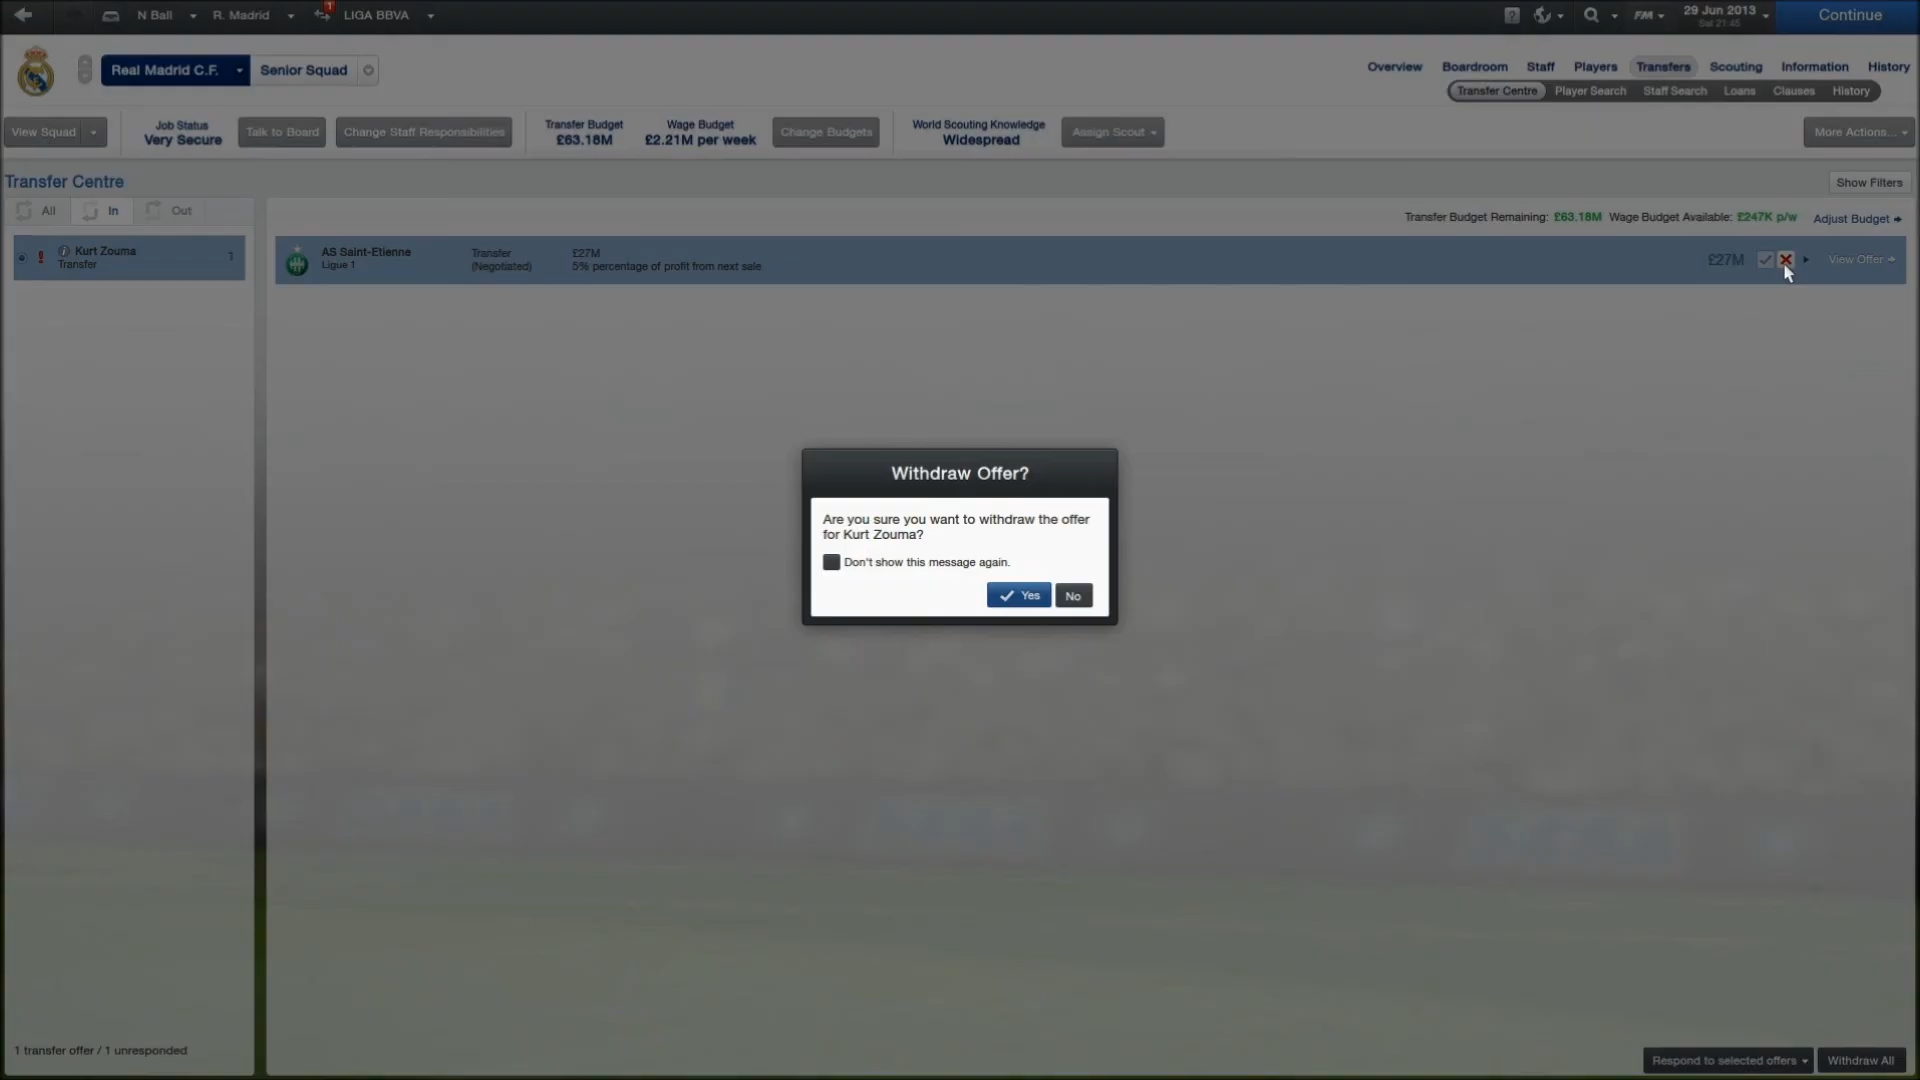 N Ball
R. Madrid
1
LIGA BBVA
?
FM
29 Jun 2013
Sat 21:45
Continue
Real Madrid C.F.
Senior Squad
Overview
Boardroom
Staff
Players
Transfers
Scouting
Information
History
Transfer Centre
Player Search
Staff Search
Loans
Clauses
History
View Squad
Job Status
Very Secure
Talk to Board
Change Staff Responsibilities
Transfer Budget
£63.18M
Wage Budget
£2.21M per week
Change Budgets
World Scouting Knowledge
Widespread
Assign Scout
More Actions...
Transfer Centre
Show Filters
All
In
Out
Transfer Budget Remaining: £63.18M Wage Budget Available: £247K p/w
Adjust Budget
Kurt Zouma
Transfer
1
AS Saint-Etienne
Ligue 1
Transfer
(Negotiated)
£27M
5% percentage of profit from next sale
£27M
View Offer
Withdraw Offer?
Are you sure you want to withdraw the offer
for Kurt Zouma?
Don't show this message again.
Yes
No
1 transfer offer / 1 unresponded
Respond to selected offers
Withdraw All